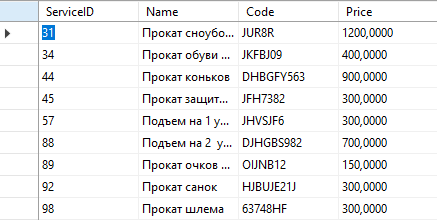 ServiceID Name Code Price
31 Прокат сноубо... JUR8R 1200,0000
34 Прокат обуви ... JKFBJ09 400,0000
44 Прокат коньков DHBGFY563 900,0000
45 Прокат защит... JFH7382 300,0000
57 Подъем на 1 у... JHVSJF6 300,0000
88 Подъем на 2 у... DJHGBS982 700,0000
89 Прокат очков ... OIJNB12 150,0000
92 Прокат санок HJBUJE21J 300,0000
98 Прокат шлема 63748HF 300,0000